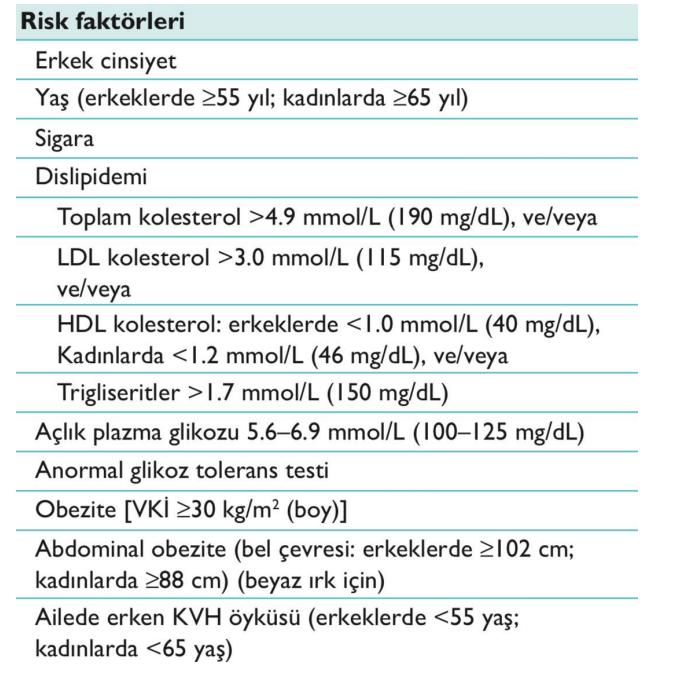 Risk faktörleri
Erkek cinsiyet
Yaş (erkeklerde ≥55 yıl; kadınlarda ≥65 yıl)
Sigara
Dislipidemi
Toplam kolesterol >4.9 mmol/L (190 mg/dL), ve/veya
LDL kolesterol >3.0 mmol/L (115 mg/dL),
ve/veya
HDL kolesterol: erkeklerde <1.0 mmol/L (40 mg/dL),
Kadınlarda <1.2 mmol/L (46 mg/dL), ve/veya
Trigliseritler >1.7 mmol/L (150 mg/dL)
Açlık plazma glikozu 5.6–6.9 mmol/L (100–125 mg/dL)
Anormal glikoz tolerans testi
Obezite [VKİ ≥30 kg/m² (boy)]
Abdominal obezite (bel çevresi: erkeklerde ≥102 cm;
kadınlarda ≥88 cm) (beyaz ırk için)
Ailede erken KVH öyküsü (erkeklerde <55 yaş;
kadınlarda <65 yaş)